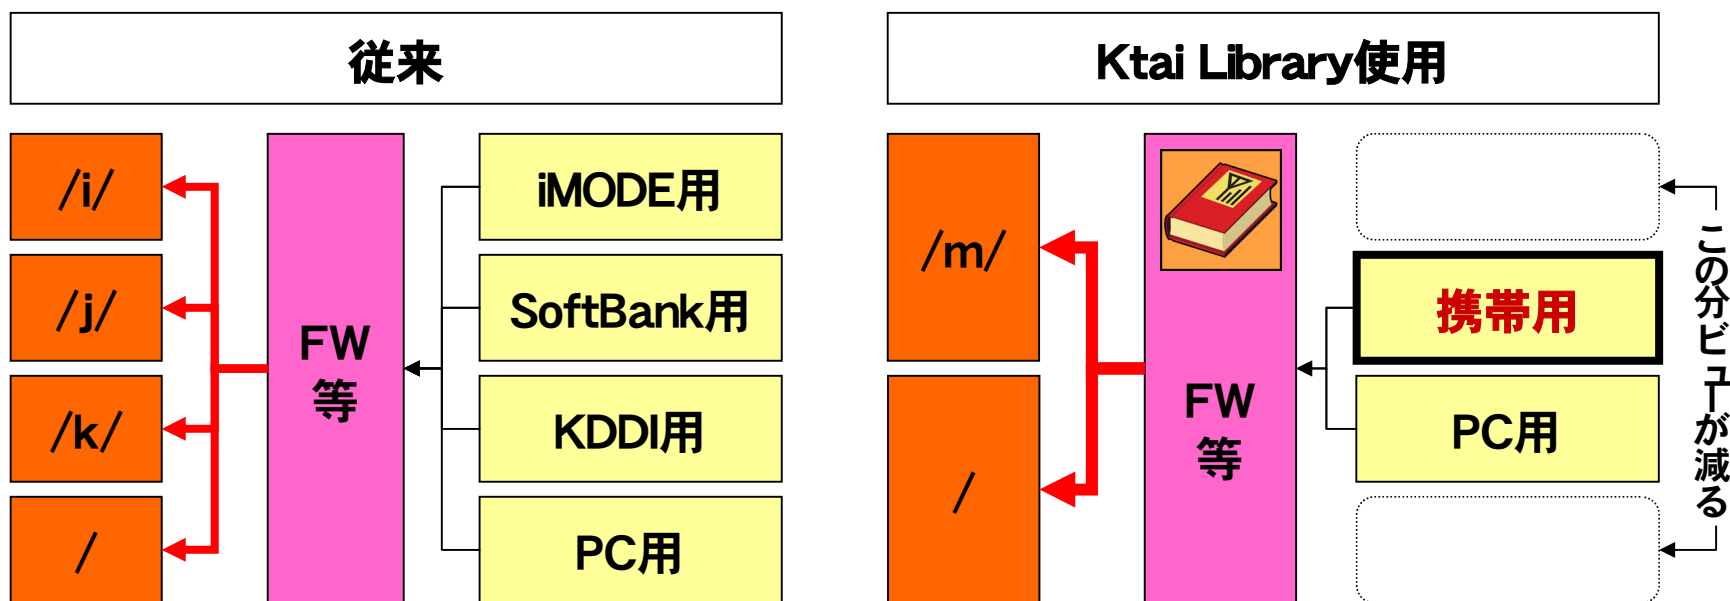 従来
/i/
/j/
/k/
/
FW
等
iMODE用
SoftBank用
KDDI用
PC用
Ktai Library使用
/m/
/
FW
等
携帯用
PC用
この分ビューが減る